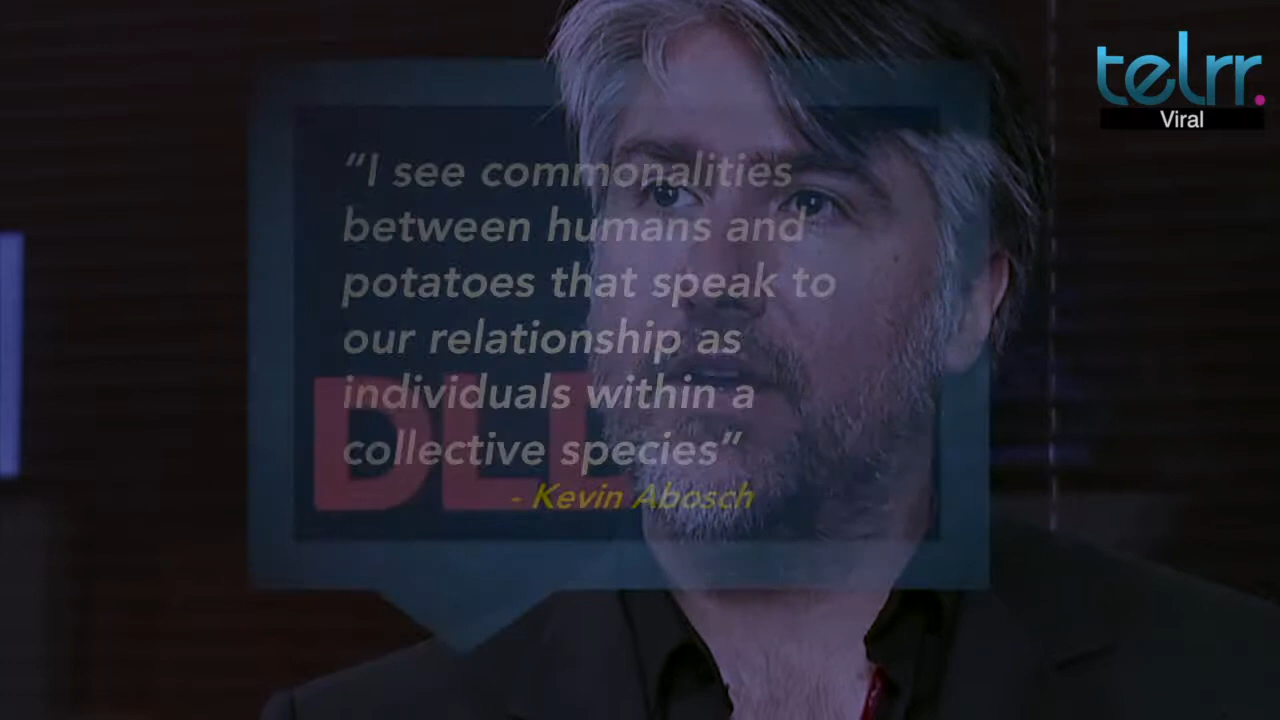 telrr.
Viral
“I see commonalities
between humans and
potatoes that speak to
our relationship as
individuals within a
collective species”
- Kevin Abosch
DLD